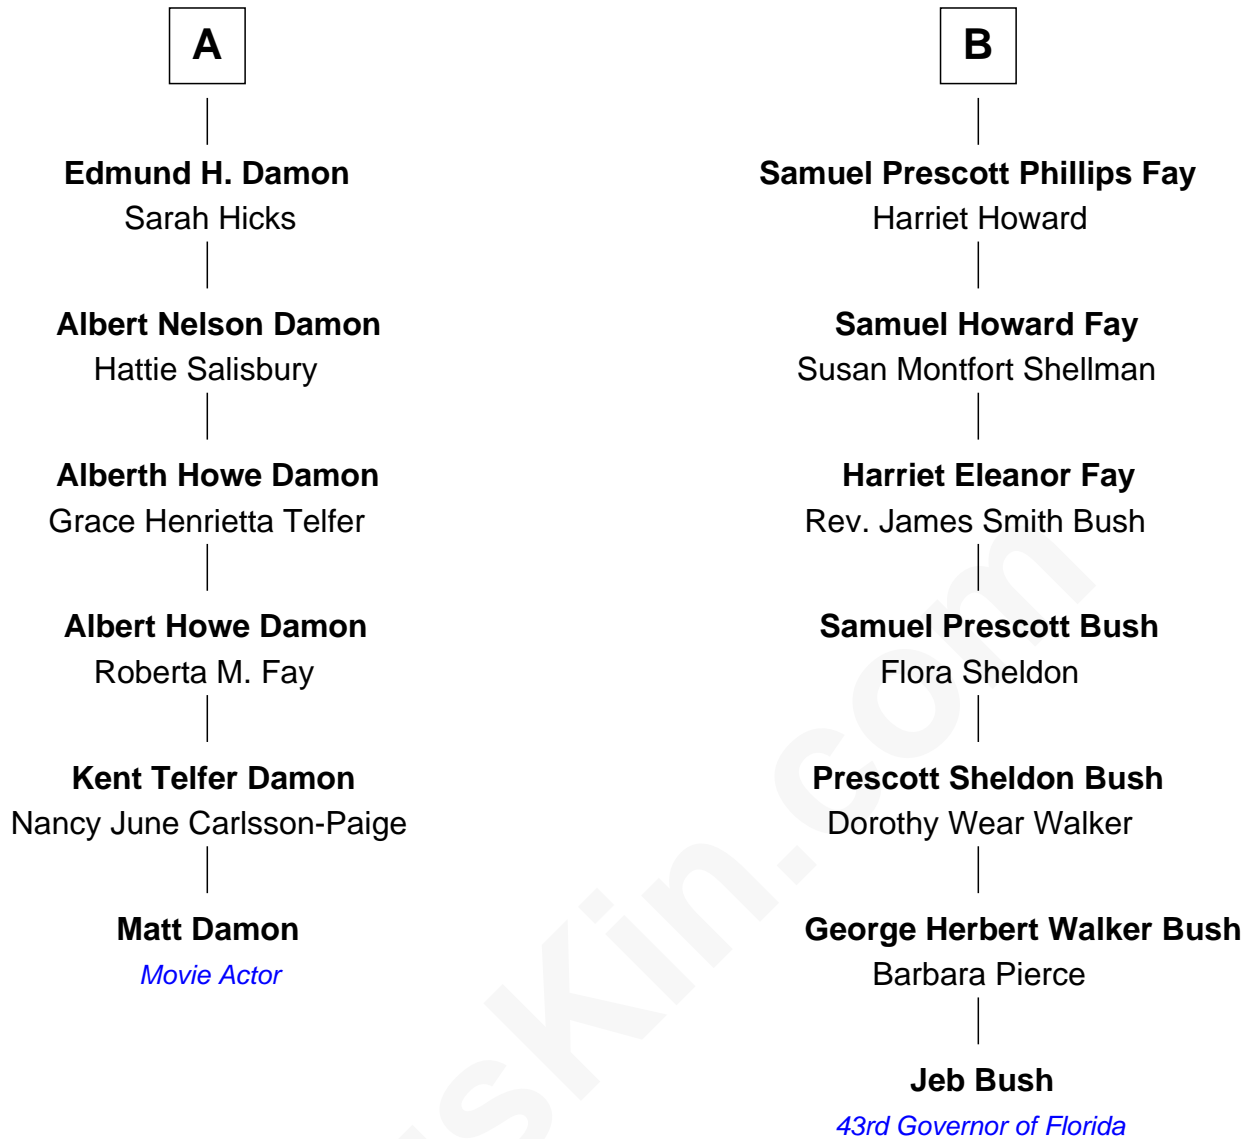 A
Edmund H. Damon
Sarah Hicks
Albert Nelson Damon
Hattie Salisbury
Alberth Howe Damon
Grace Henrietta Telfer
Albert Howe Damon
Roberta M. Fay
Kent Telfer Damon
Nancy June Carlsson-Paige
Matt Damon
Movie Actor
B
Samuel Prescott Phillips Fay
Harriet Howard
Samuel Howard Fay
Susan Montfort Shellman
Harriet Eleanor Fay
Rev. James Smith Bush
Samuel Prescott Bush
Flora Sheldon
Prescott Sheldon Bush
Dorothy Wear Walker
George Herbert Walker Bush
Barbara Pierce
Jeb Bush
43rd Governor of Florida